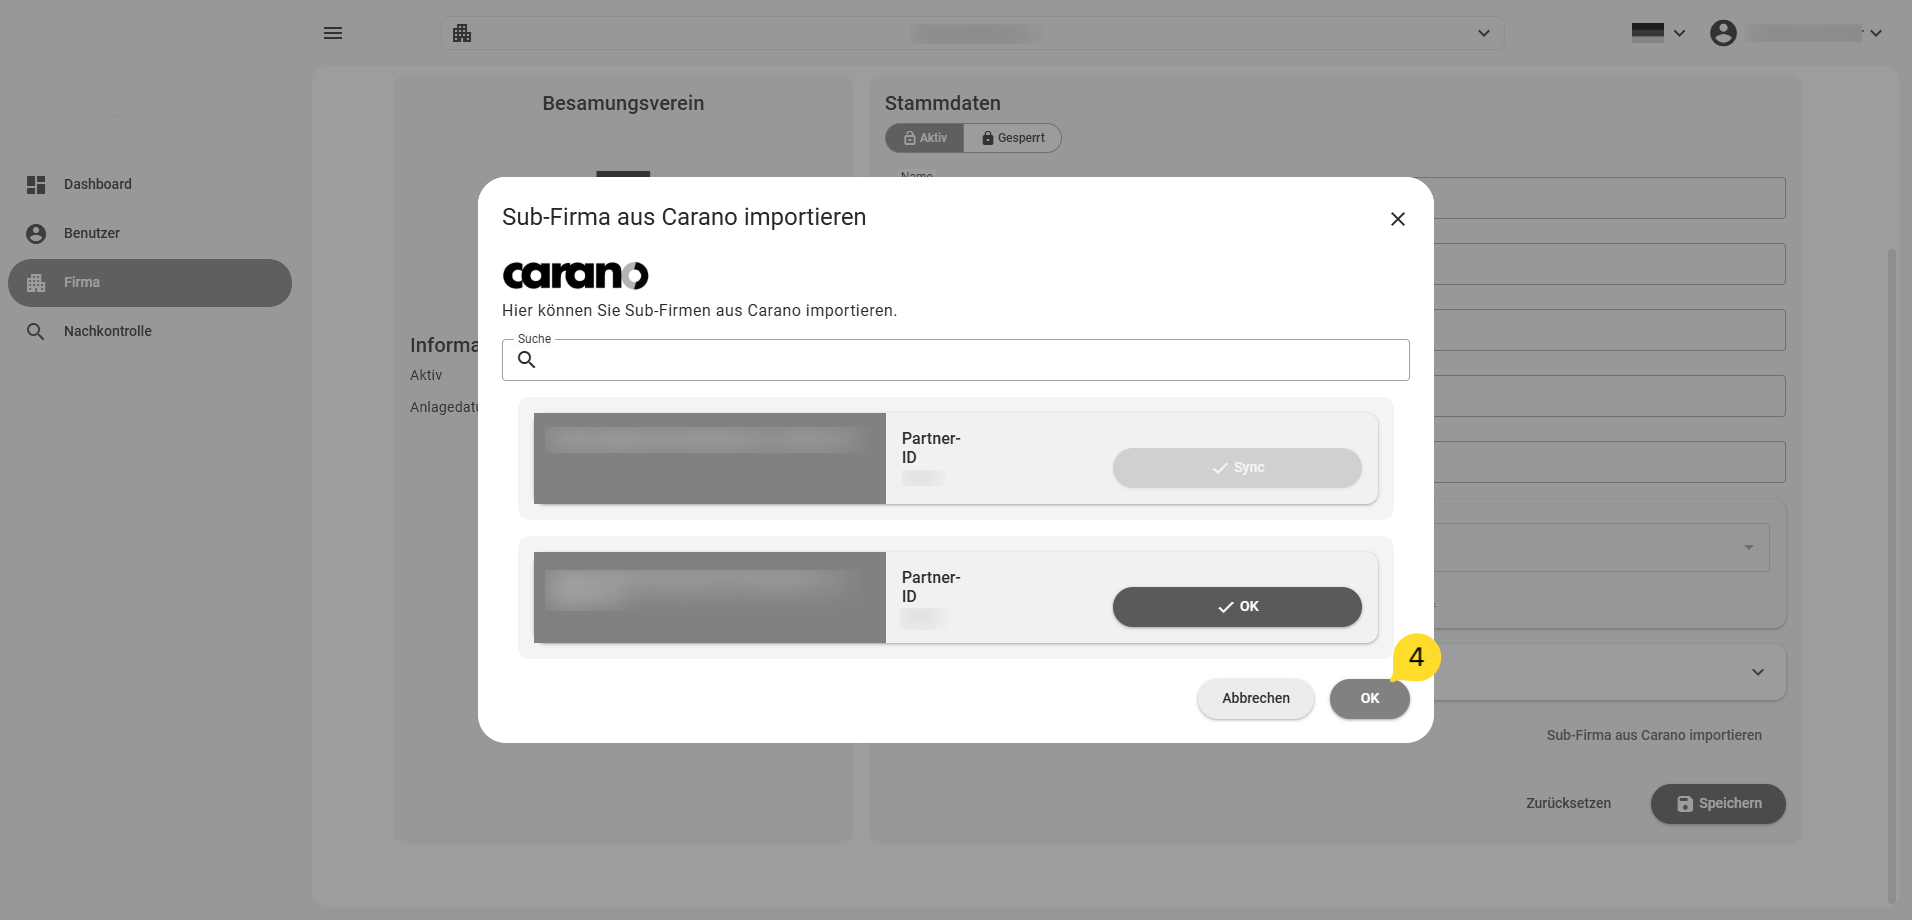 Besamungsverein
Stammdaten
Aktiv
Gesperrt
Name
Dashboard
Benutzer
Firma
Nachkontrolle
Aktiv
Sub-Firma aus Carano importieren
carano
Hier können Sie Sub-Firmen aus Carano importieren.
Suche
Partner-
ID
Sync
Partner-
ID
OK
4
Abbrechen
OK
Sub-Firma aus Carano importieren
Zurücksetzen
Speichern